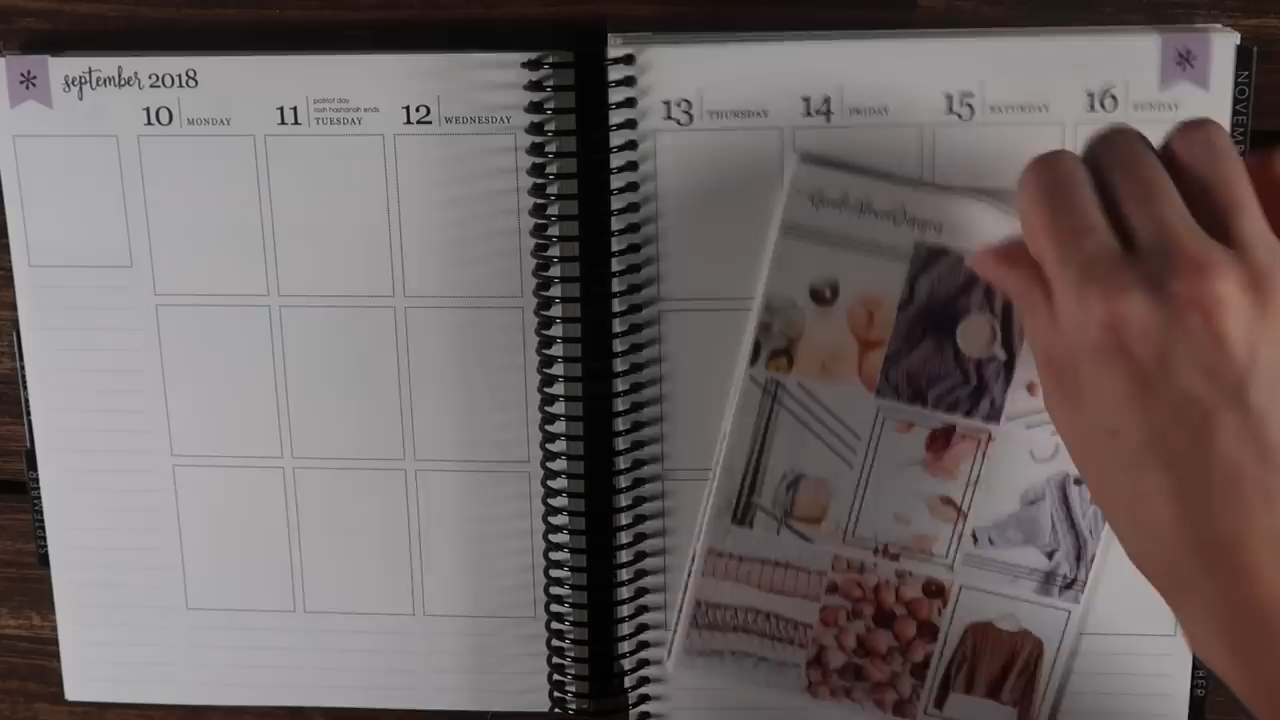 * september 2018
10 MONDAY
11 patriot day
rosh hashanah ends
TUESDAY
12 WEDNESDAY
13 THURSDAY
14 FRIDAY
15 SATURDAY
16 SUNDAY
*
SEPTEMBER